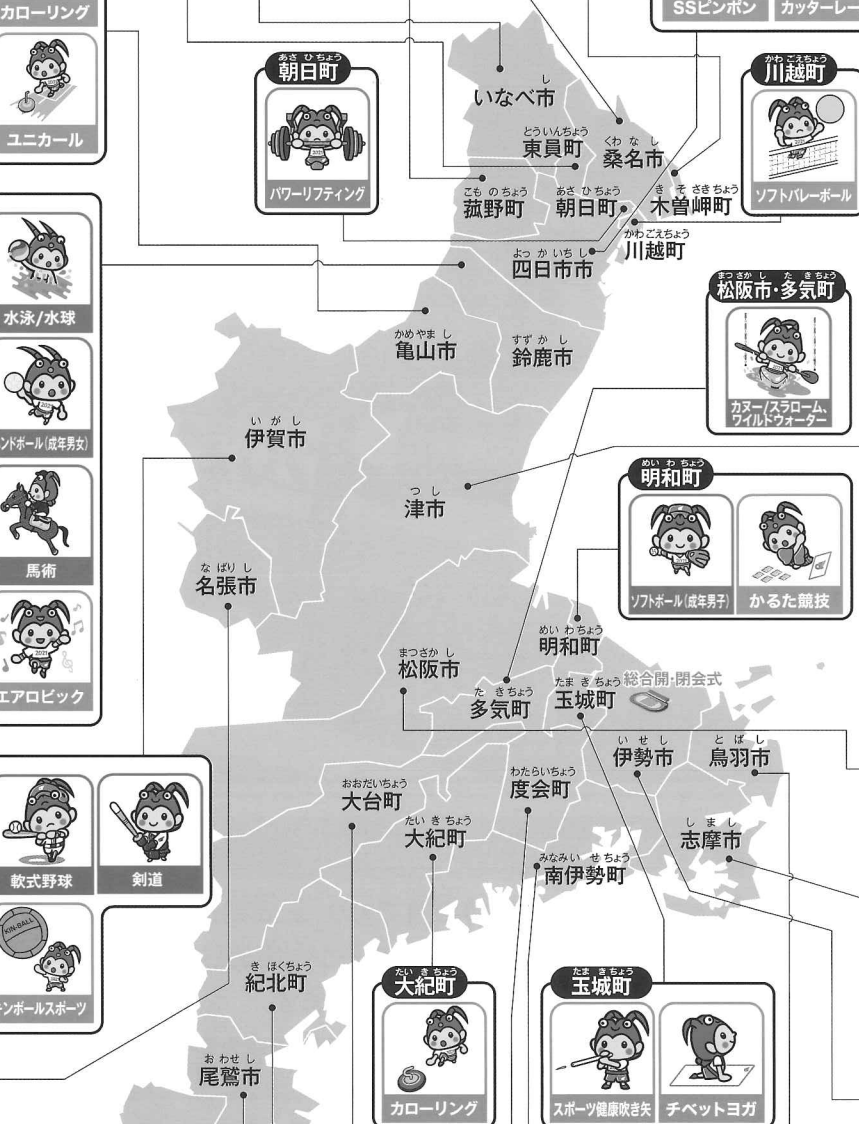 カローリング
ユニカール
水泳/水球
ンドボール(成年男女)
馬術
2021
エアロビック
軟式野球
剣道
KIN-BALL
キンボールスポーツ
あさひちょう
朝日町
パワーリフティング
SSピンポン
カッターレー
かわごえちょう
川越町
2021
ソフトバレーボール
いなべ市
し
とういんちょう
東員町
くわなし
桑名市
こものちょう
菰野町
あさひちょう
朝日町
きそさきちょう
木曽岬町
かわごえちょう
川越町
よっかいちし
四日市市
かめやまし
亀山市
すずかし
鈴鹿市
まつさかし たきちょう
松阪市・多気町
カヌー/スラローム、
ワイルドウォーター
いがし
伊賀市
つし
津市
なばりし
名張市
めいわちょう
明和町
ソフトボール(成年男子)
かるた競技
めいわちょう
明和町
まつさかし
松阪市
たきちょう
多気町
たまきちょう
玉城町
総合開・閉会式
いせし
伊勢市
とばし
鳥羽市
おおだいちょう
大台町
わたらいちょう
度会町
たいきちょう
大紀町
しまし
志摩市
みなみいせちょう
南伊勢町
きほくちょう
紀北町
おわせし
尾鷲市
たいきちょう
大紀町
カローリング
たまきちょう
玉城町
スポーツ健康吹き矢
チベットヨガ